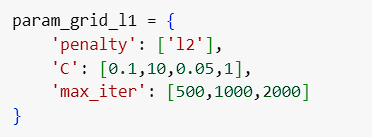 param_grid_l1 = {
    'penalty': ['l2'],
    'C': [0.1,10,0.05,1],
    'max_iter': [500,1000,2000]
}